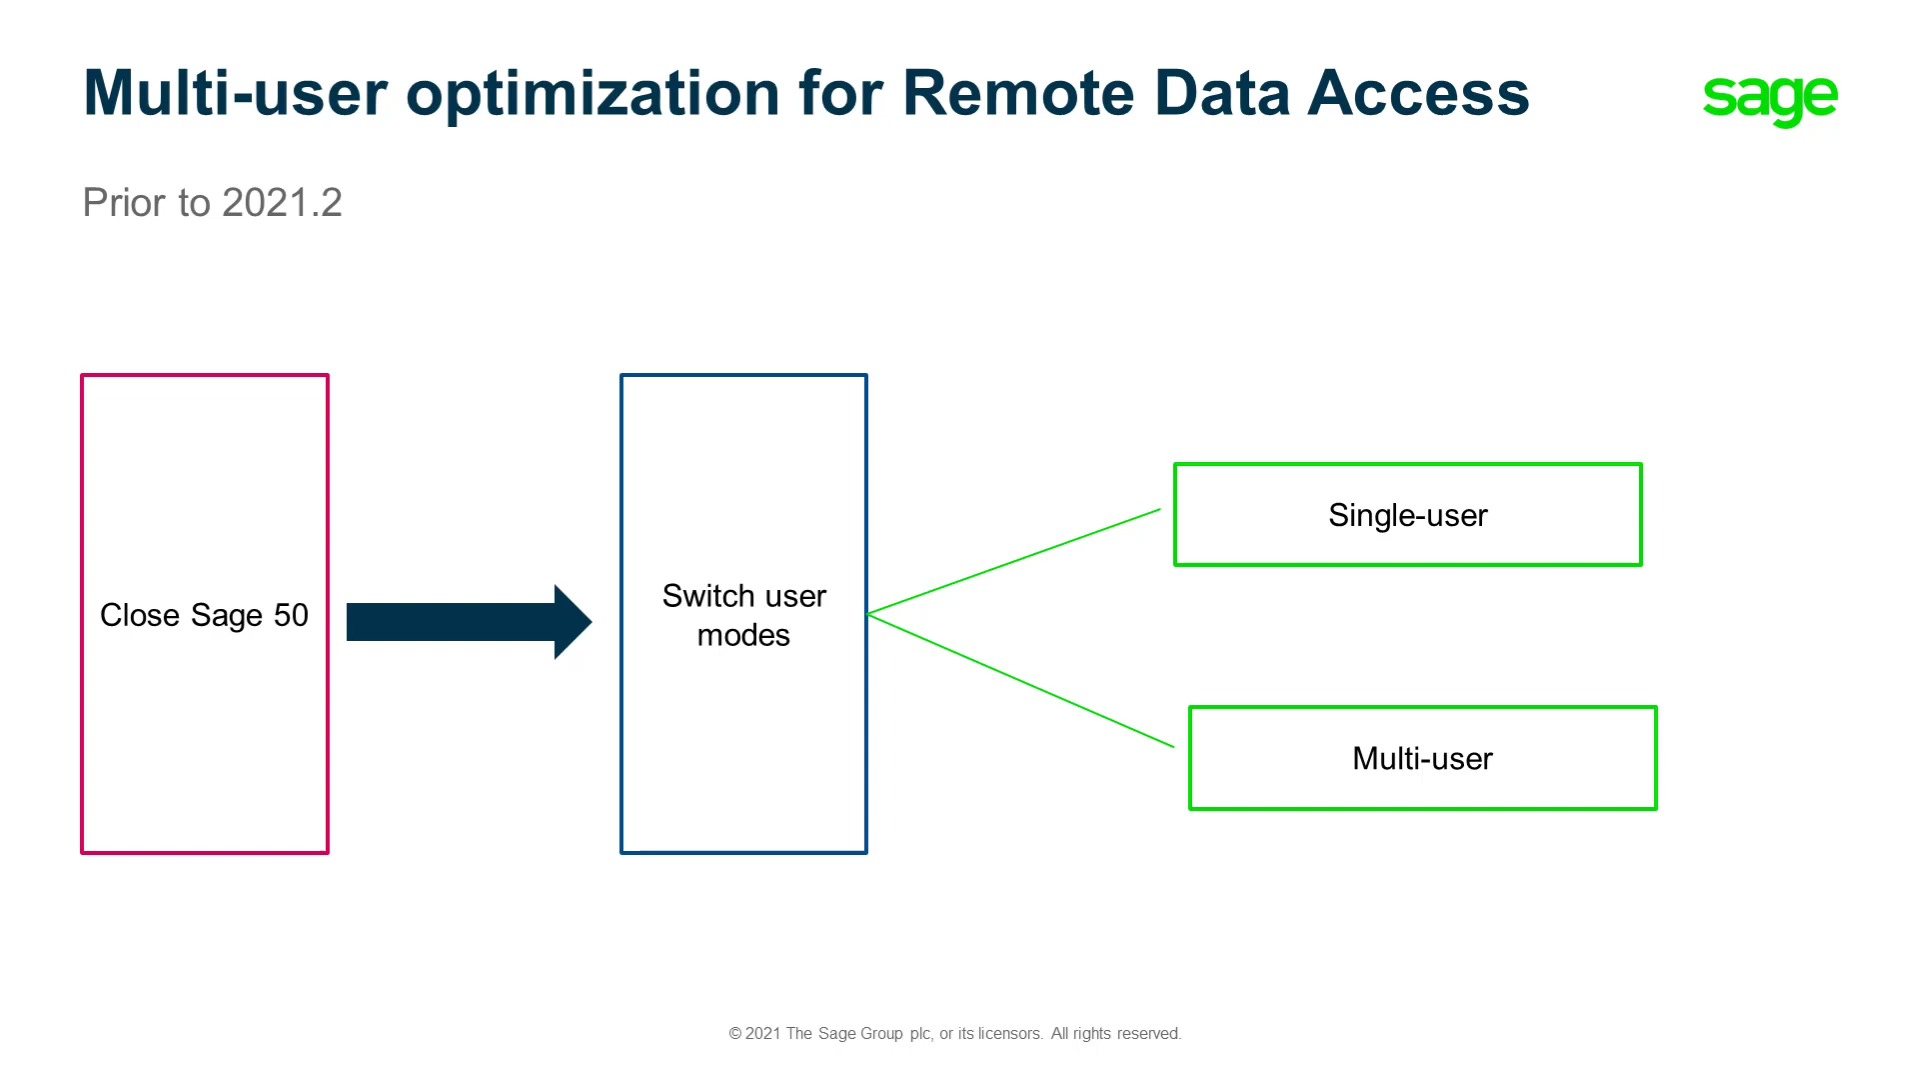 Multi-user optimization for Remote Data Access
sage
Prior to 2021.2
Close Sage 50
Switch user
modes
Single-user
Multi-user
© 2021 The Sage Group plc, or its licensors. All rights reserved.